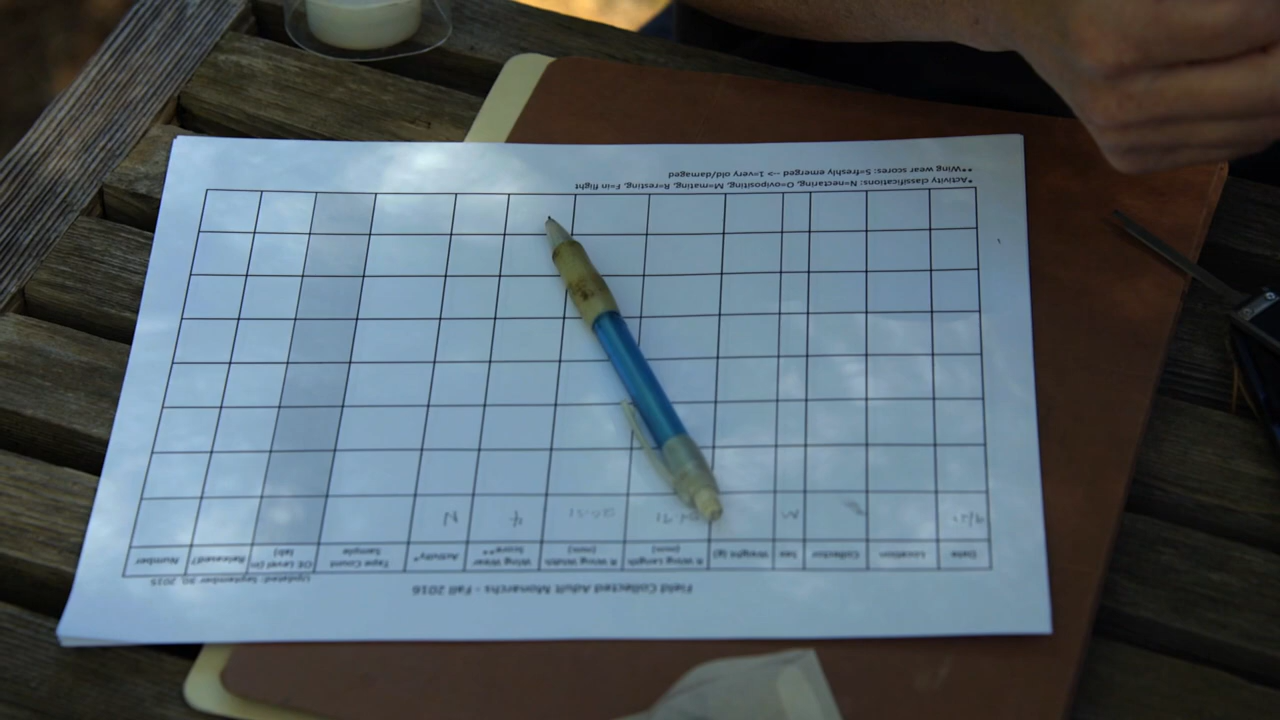 Field Collected Adult Monarchs - Fall 2016
Updated: September 30, 2015
Date Location Collector Sex Weight (g) R Wing Length (mm) R Wing Width (mm) Wing Wear Score** Activity* Tape Count Sample OE Level (in lab) Released? Number
M 4 N
*Activity classifications: N=nectaring, O=ovipositing, M=mating, R=resting, F=in flight
**Wing wear scores: 5=freshly emerged --> 1=very old/damaged